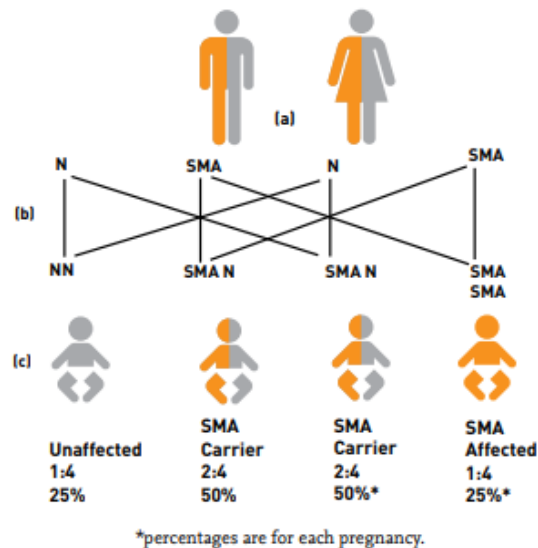 (a)
N SMA N SMA
(b)
NN SMA N SMA N SMA
SMA
(c)
Unaffected
1:4
25%
SMA
Carrier
2:4
50%
SMA
Carrier
2:4
50%*
SMA
Affected
1:4
25%*
*percentages are for each pregnancy.